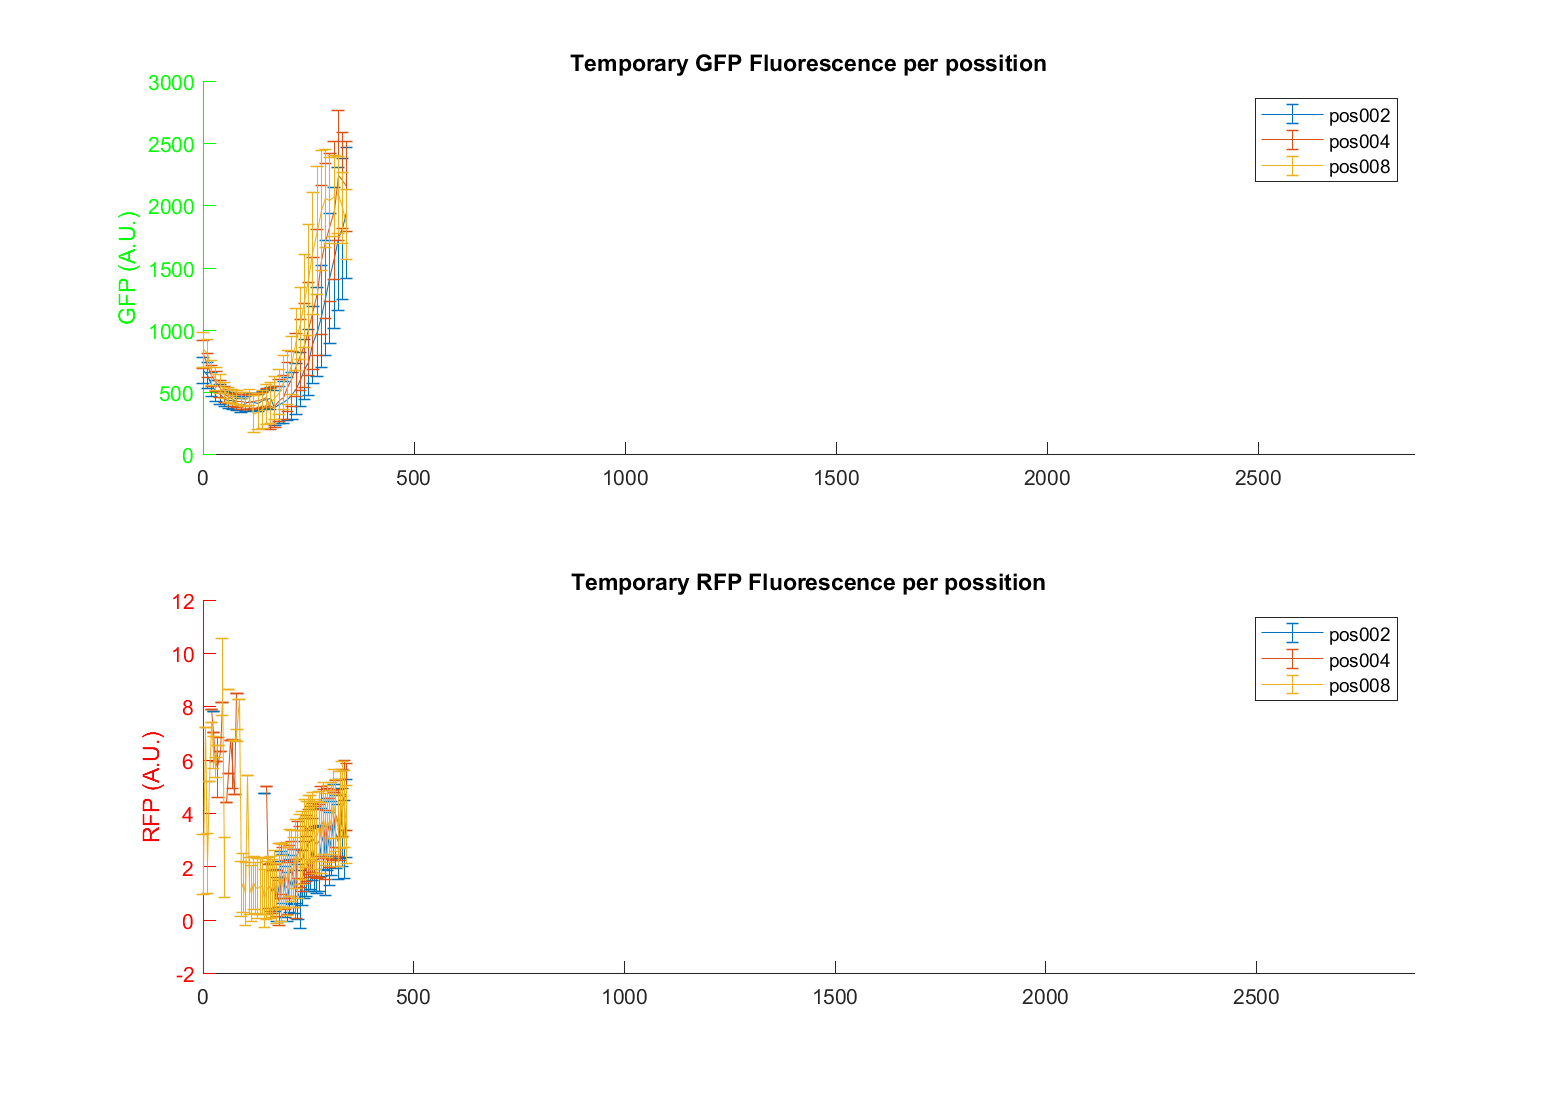 Temporary GFP Fluorescence per possition
3000
2500
2000
1500
1000
500
0
GFP (A.U.)
pos002
pos004
pos008
0 500 1000 1500 2000 2500
Temporary RFP Fluorescence per possition
12
10
8
6
4
2
0
-2
RFP (A.U.)
pos002
pos004
pos008
0 500 1000 1500 2000 2500